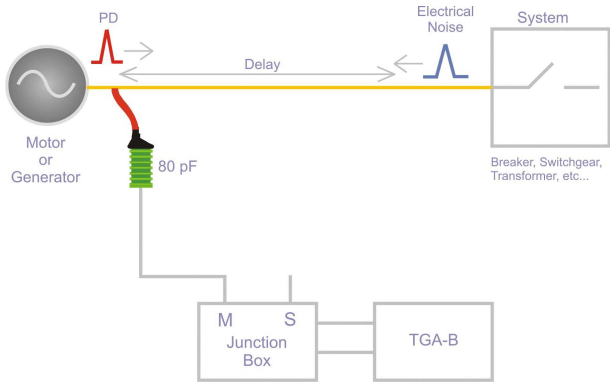 PD
Electrical
Noise
System
Delay
Motor
or
Generator
80 pF
Breaker, Switchgear,
Transformer, etc...
M S
Junction
Box
TGA-B